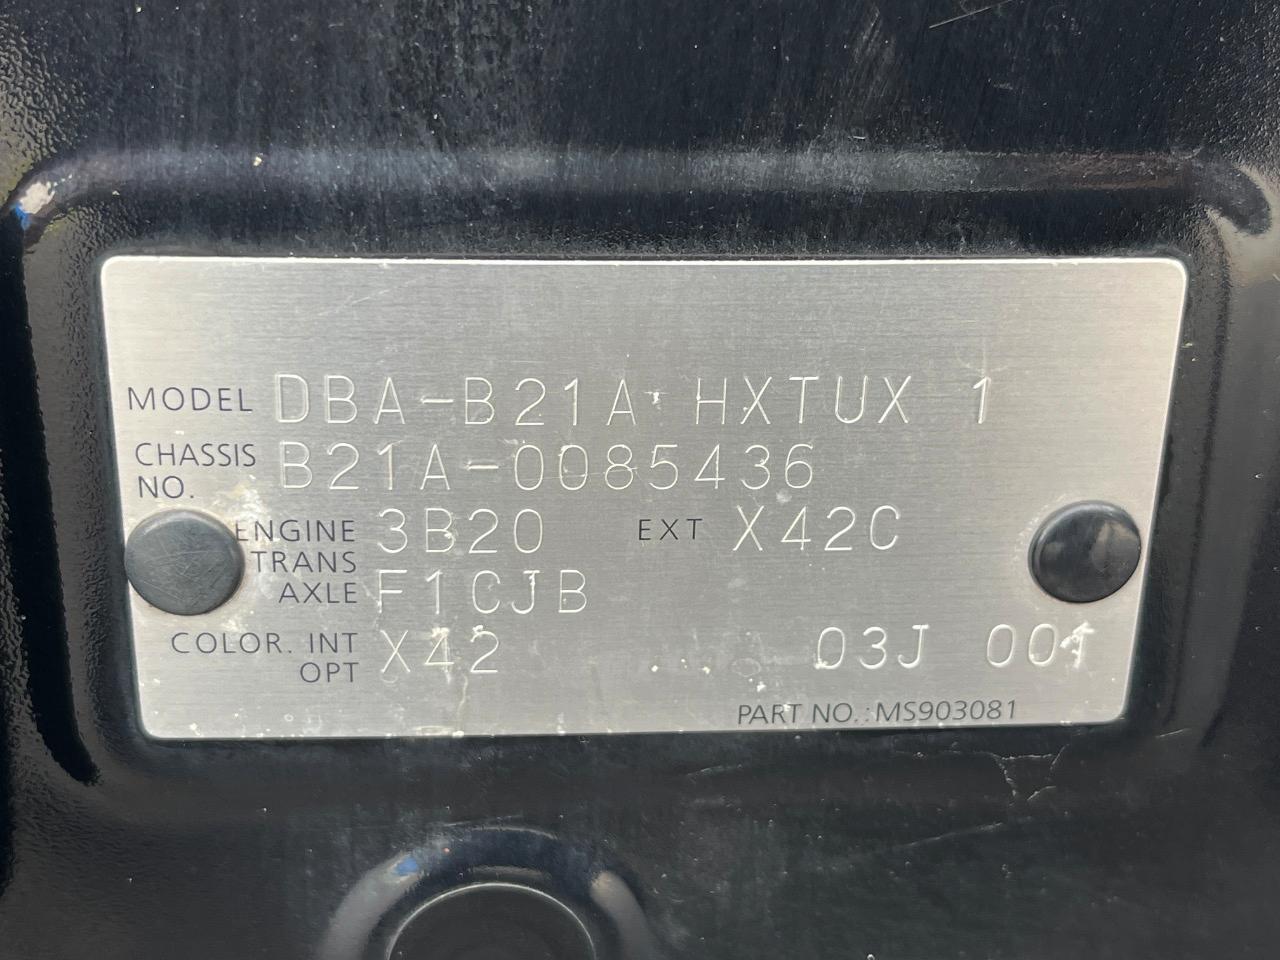 MODEL DBA-B21A HXTUX 1
CHASSIS NO. B21A-0085436
ENGINE 3B20 EXT X42C
TRANS AXLE F1CJB
COLOR. INT OPT X42 03J 001
PART NO.:MS903081